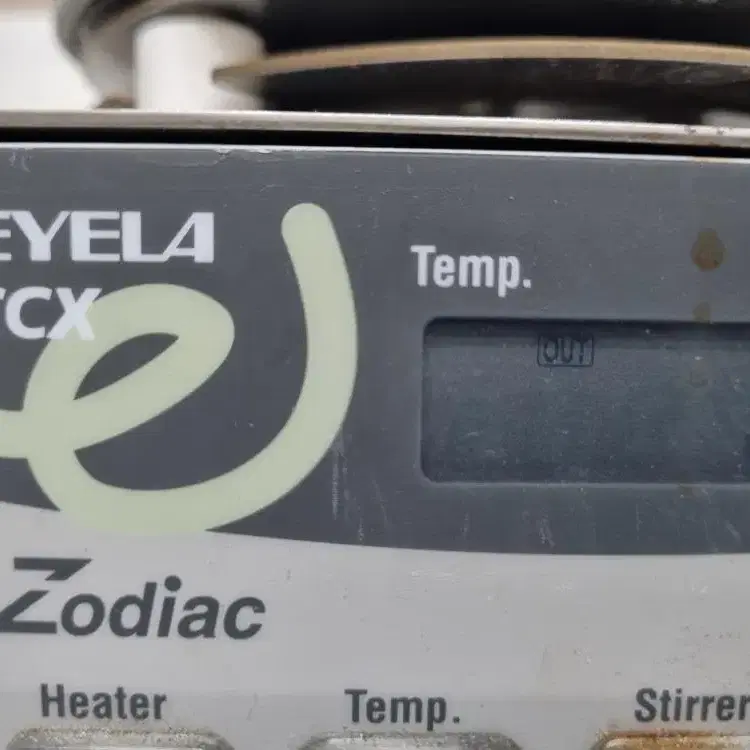 EYELA
CX
Temp.
OUT
Zodiac
Heater
Temp.
Stirrer